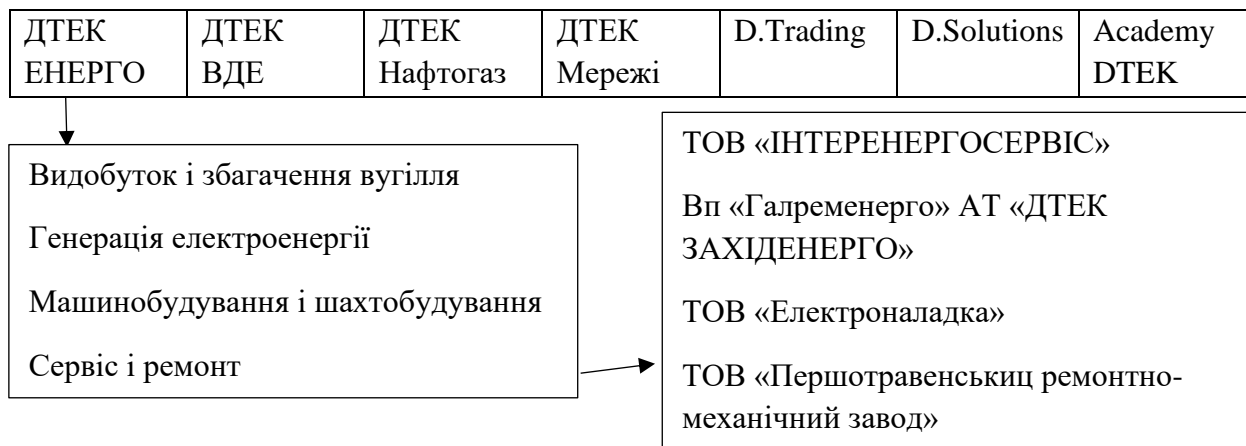 ДТЕК ЕНЕРГО
ДТЕК ВДЕ
ДТЕК Нафтогаз
ДТЕК Мережі
D.Trading
D.Solutions
Academy DTEK
Видобуток і збагачення вугілля
Генерація електроенергії
Машинобудування і шахтобудування
Сервіс і ремонт
ТОВ «ІНТЕРЕНЕРГОСЕРВІС»
Вп «Галременерго» АТ «ДТЕК
ЗАХІДЕНЕРГО»
ТОВ «Електроналадка»
ТОВ «Першотравенськиц ремонтно-
механічний завод»